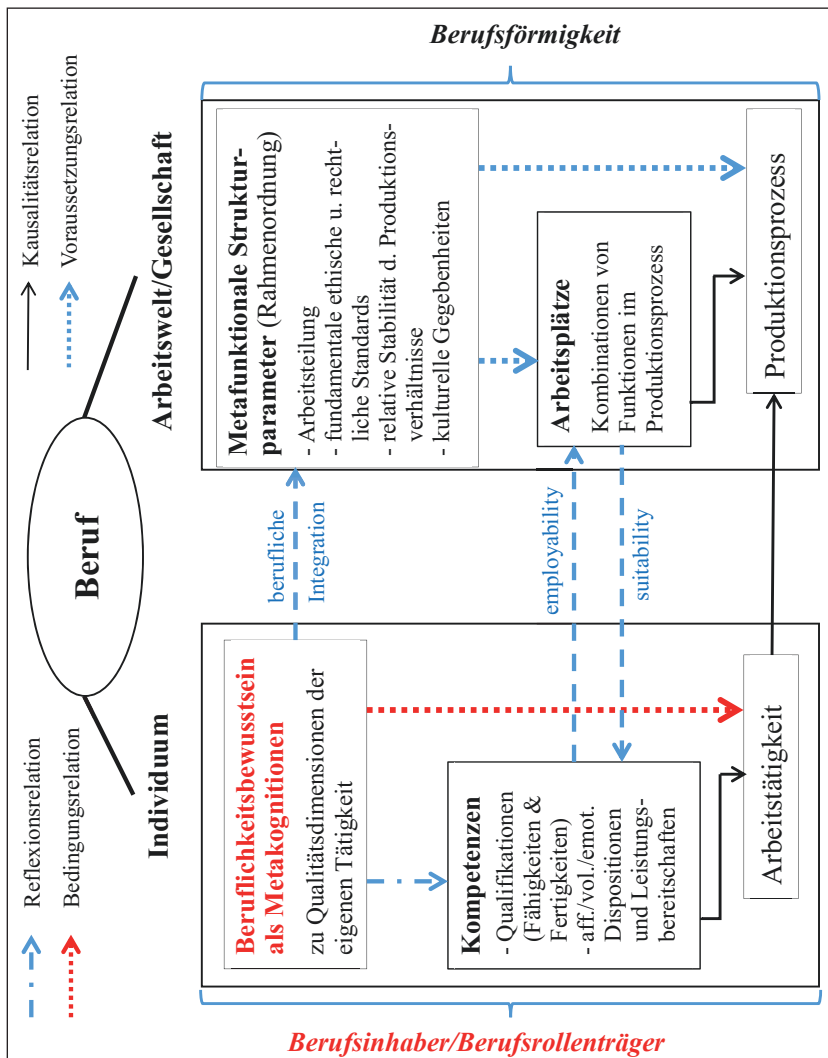 Reflexionsrelation
Bedingungsrelation
Kausalitätsrelation
Voraussetzungsrelation
Beruf
Individuum
Arbeitswelt/Gesellschaft
Berufsinhaber/Berufsrollenträger
Beruflichkeitsbewusstsein
als Metakognitionen
zu Qualitätsdimensionen der
eigenen Tätigkeit
Kompetenzen
- Qualifikationen
(Fähigkeiten &
Fertigkeiten)
- aff./vol./emot.
Dispositionen
und Leistungs-
bereitschaften
Arbeitstätigkeit
berufliche
Integration
employability
suitability
Metafunktionale Struktur-
parameter (Rahmenordnung)
- Arbeitsteilung
- fundamentale ethische u. recht-
liche Standards
- relative Stabilität d. Produktions-
verhältnisse
- kulturelle Gegebenheiten
Arbeitsplätze
Kombinationen von
Funktionen im
Produktionsprozess
Produktionsprozess
Berufsförmigkeit